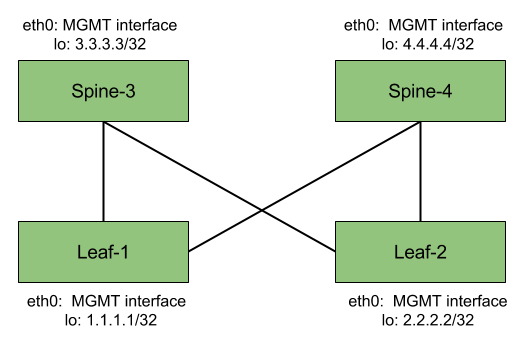 eth0: MGMT interface
lo: 3.3.3.3/32
eth0:  MGMT interface
lo: 4.4.4.4/32
Spine-3
Spine-4
Leaf-1
Leaf-2
eth0:  MGMT interface
lo: 1.1.1.1/32
eth0:  MGMT interface
lo: 2.2.2.2/32